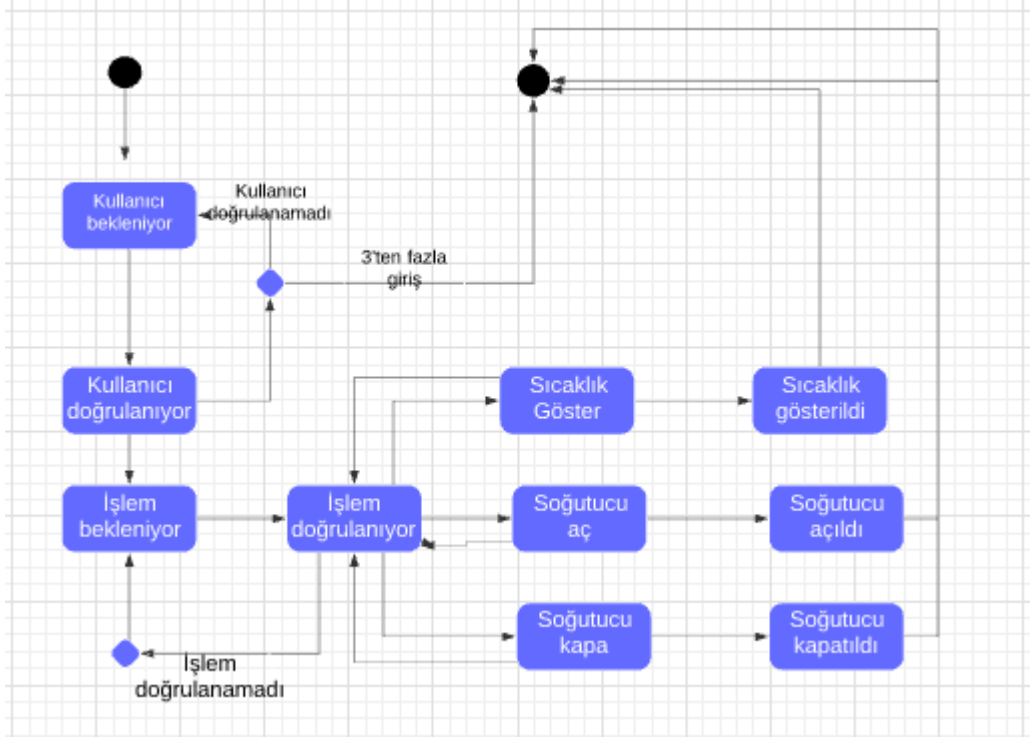 Kullanıcı
bekleniyor
Kullanıcı
doğrulanamadı
3'ten fazla
giriş
Kullanıcı
doğrulanıyor
Sıcaklık
Göster
Sıcaklık
gösterildi
İşlem
bekleniyor
İşlem
doğrulanıyor
Soğutucu
aç
Soğutucu
açıldı
Soğutucu
kapa
Soğutucu
kapatıldı
İşlem
doğrulanamadı